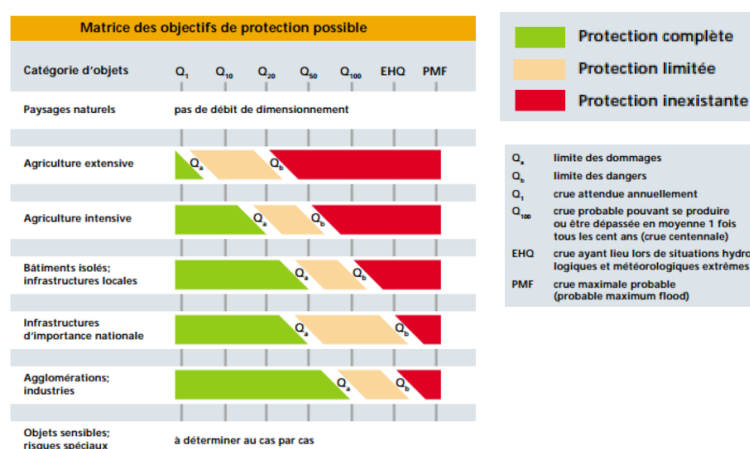 Matrice des objectifs de protection possible
Catégorie d'objets Q1 Q10 Q20 Q50 Q100 EHQ PMF
Paysages naturels pas de débit de dimensionnement
Agriculture extensive Qa Qb
Agriculture intensive Qa Qb
Bâtiments isolés;
infrastructures locales Qa Qb
Infrastructures
d'importance nationale Qa Qb
Agglomérations;
industries Qa Qb
Objets sensibles;
risques spéciaux à déterminer au cas par cas
Protection complète
Protection limitée
Protection inexistante
Qa limite des dommages
Qb limite des dangers
Q1 crue attendue annuellement
Q100 crue probable pouvant se produire
ou être dépassée en moyenne 1 fois
tous les cent ans (crue centennale)
EHQ crue ayant lieu lors de situations hydro
logiques et météorologiques extrêmes
PMF crue maximale probable
(probable maximum flood)